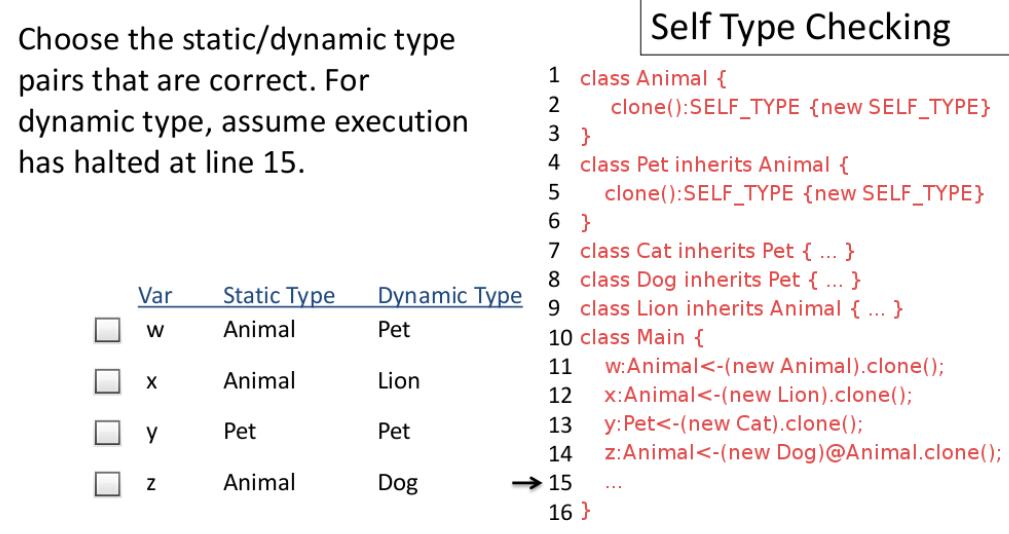 Self Type Checking
Choose the static/dynamic type
pairs that are correct. For
dynamic type, assume execution
has halted at line 15.
Var Static Type Dynamic Type
w Animal Pet
x Animal Lion
y Pet Pet
z Animal Dog
1 class Animal {
2 clone():SELF_TYPE {new SELF_TYPE}
3 }
4 class Pet inherits Animal {
5 clone():SELF_TYPE {new SELF_TYPE}
6 }
7 class Cat inherits Pet { ... }
8 class Dog inherits Pet { ... }
9 class Lion inherits Animal { ... }
10 class Main {
11 w:Animal<-(new Animal).clone();
12 x:Animal<-(new Lion).clone();
13 y:Pet<-(new Cat).clone();
14 z:Animal<-(new Dog)@Animal.clone();
→ 15 ...
16 }